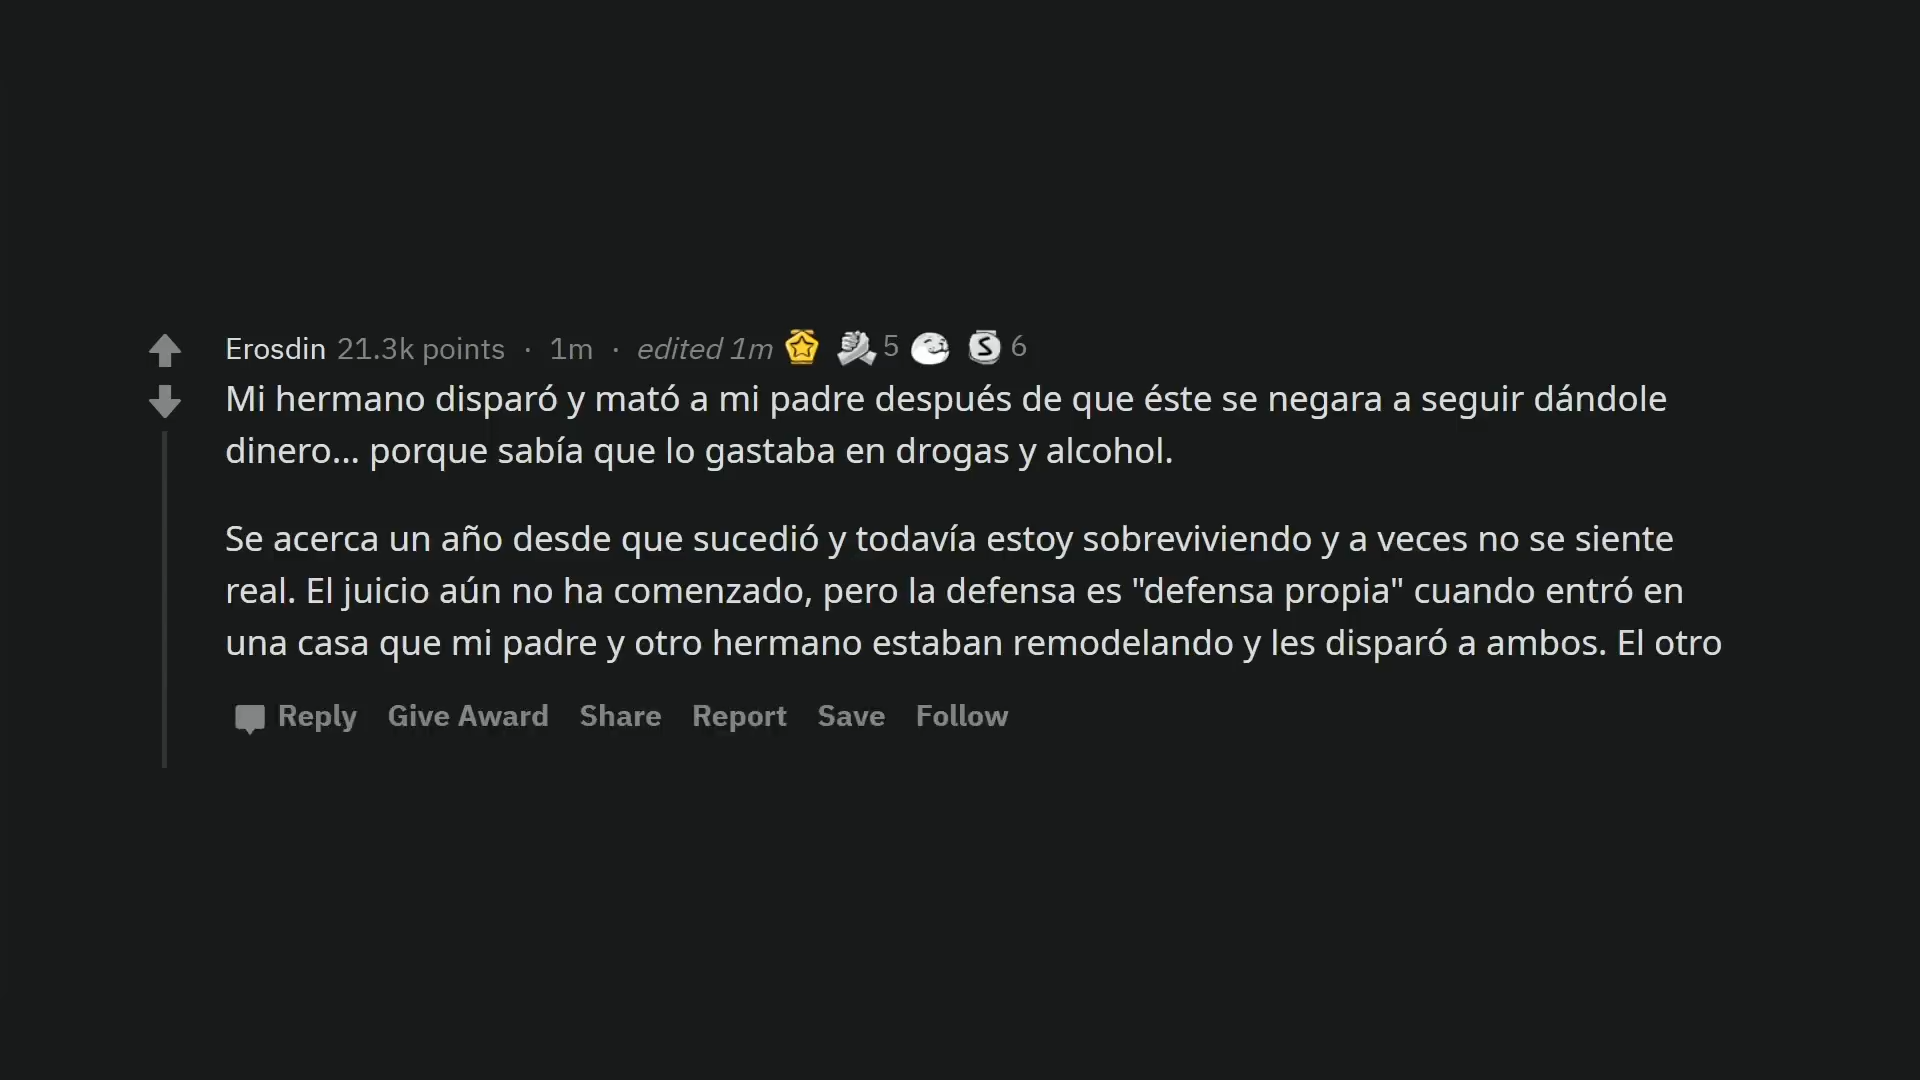 Erosdin 21.3k points · 1m · edited 1m 5 6
Mi hermano disparó y mató a mi padre después de que éste se negara a seguir dándole
dinero... porque sabía que lo gastaba en drogas y alcohol.
Se acerca un año desde que sucedió y todavía estoy sobreviviendo y a veces no se siente
real. El juicio aún no ha comenzado, pero la defensa es "defensa propia" cuando entró en
una casa que mi padre y otro hermano estaban remodelando y les disparó a ambos. El otro
Reply Give Award Share Report Save Follow